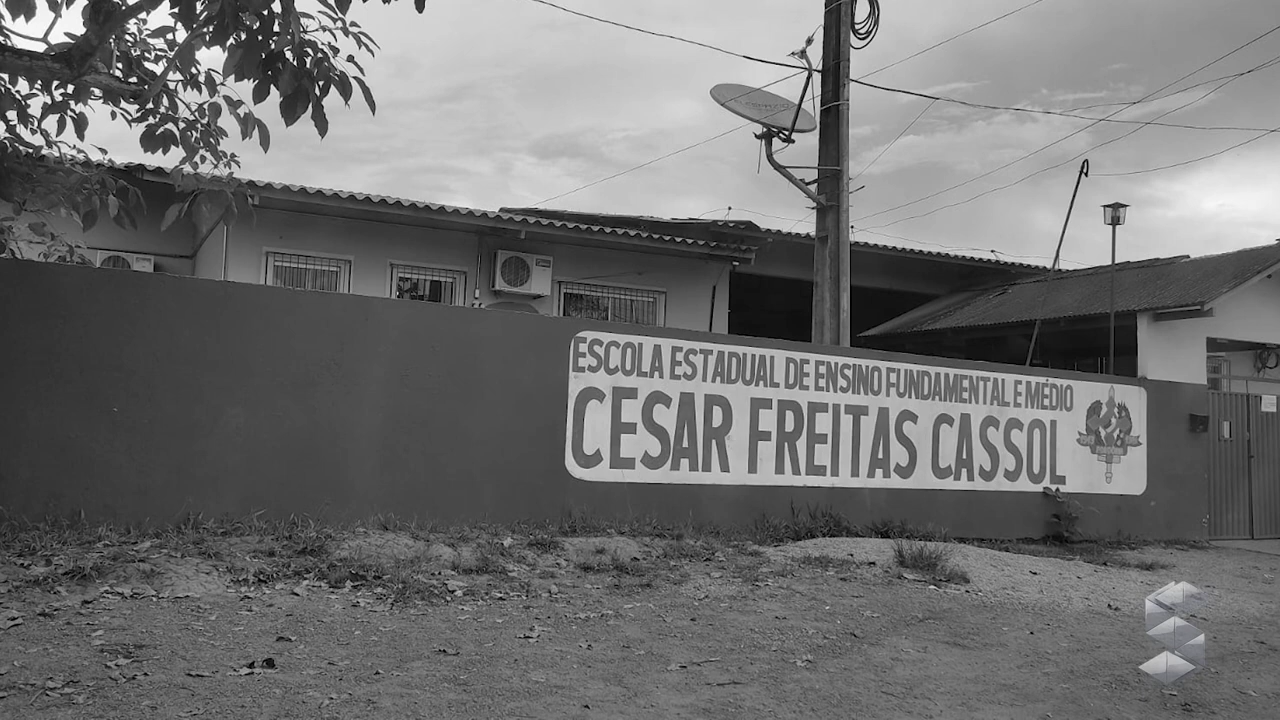 ESCOLA ESTADUAL DE ENSINO FUNDAMENTAL E MÉDIO
CESAR FREITAS CASSOL